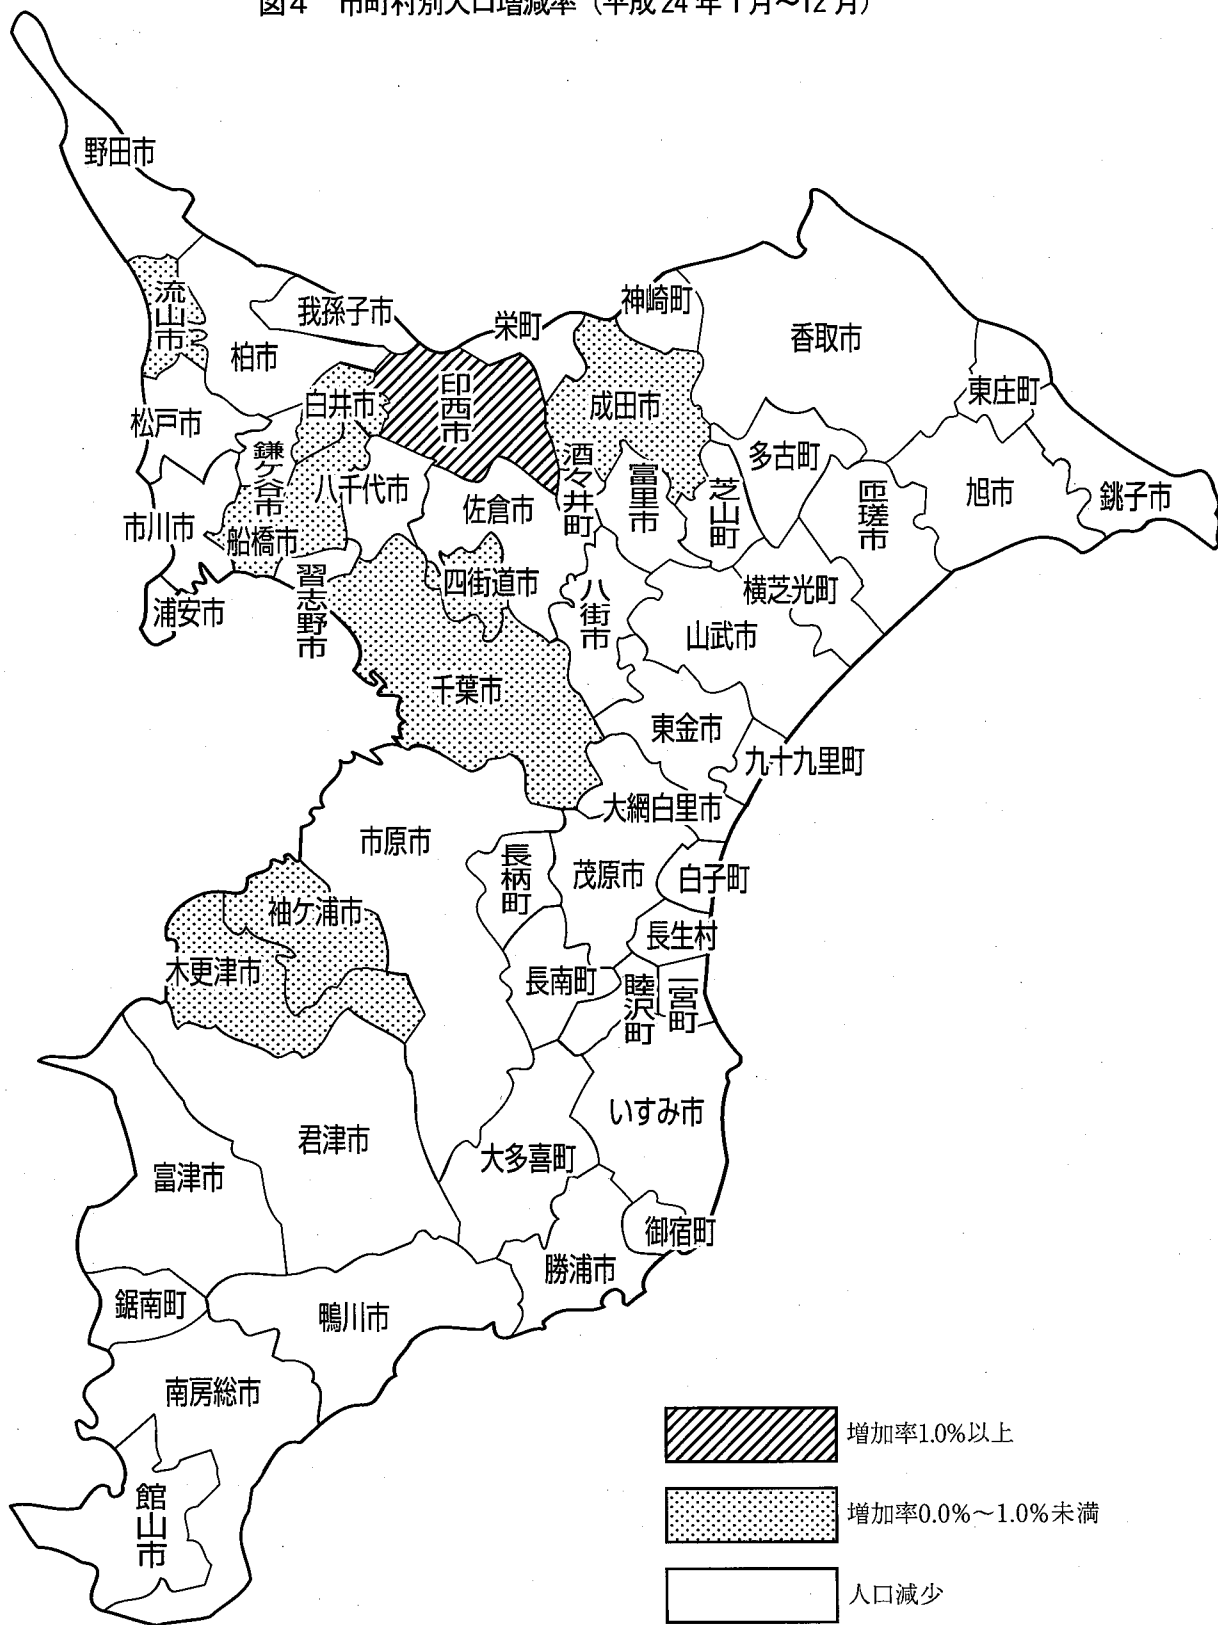 図4 市町村別人口増減率（平成24年1月～12月）
野田市
流山市
我孫子市
柏市
神崎町
栄町
香取市
印西市
白井市
成田市
東庄町
松戸市
鎌ケ谷市
酒々井町
多古町
富里市
八千代市
芝山町
匝瑳市
旭市
銚子市
佐倉市
市川市
船橋市
四街道市
習志野市
八街市
横芝光町
浦安市
山武市
千葉市
東金市
九十九里町
大網白里市
市原市
長柄町
茂原市
白子町
袖ケ浦市
長生村
木更津市
長南町
睦沢町
一宮町
いすみ市
君津市
大多喜町
富津市
御宿町
勝浦市
鋸南町
鴨川市
南房総市
館山市
増加率1.0%以上
増加率0.0%～1.0%未満
人口減少